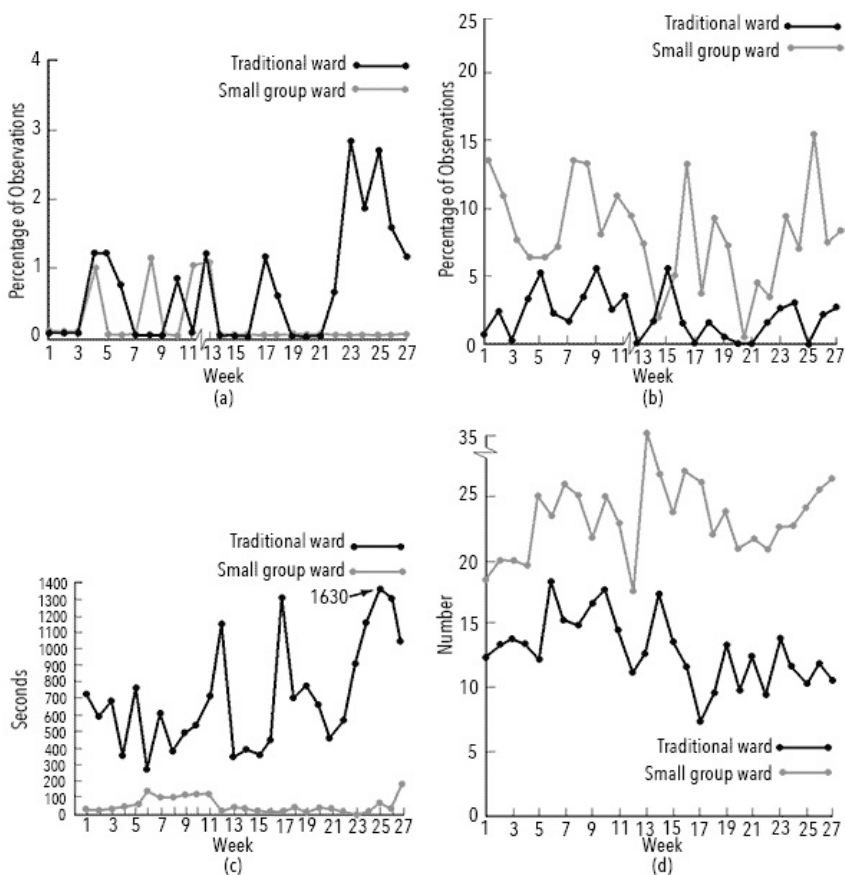 Traditional ward
Small group ward
Percentage of Observations
4
3
2
1
0
1 3 5 7 9 11 13 15 17 19 21 23 25 27
Week
(a)
Traditional ward
Small group ward
Percentage of Observations
25
20
15
10
5
0
1 3 5 7 9 11 13 15 17 19 21 23 25 27
Week
(b)
Traditional ward
Small group ward
1630
Seconds
1400
1300
1200
1100
1000
900
800
700
600
500
400
300
200
100
0
1 3 5 7 9 11 13 15 17 19 21 23 25 27
Week
(c)
35
25
20
15
10
5
0
Number
Traditional ward
Small group ward
1 3 5 7 9 11 13 15 17 19 21 23 25 27
Week
(d)